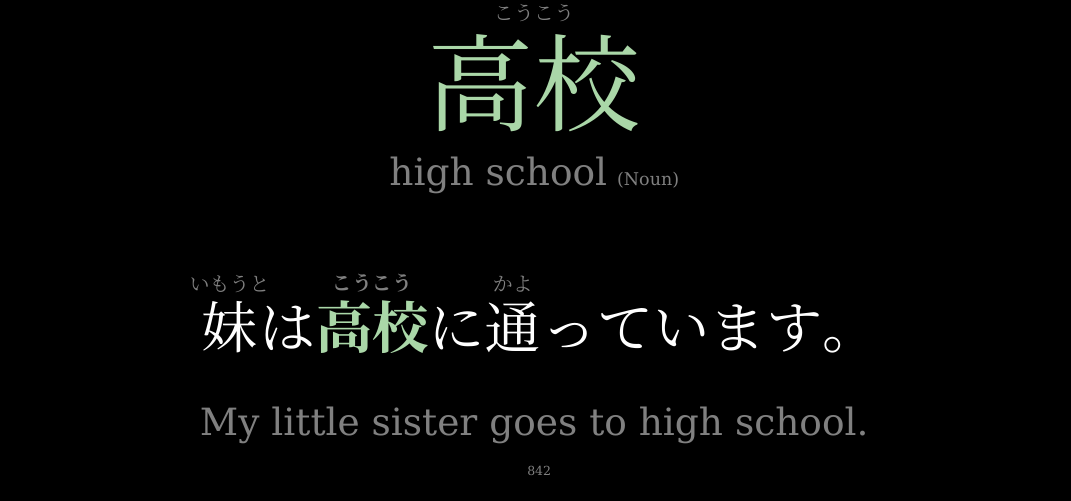 こうこう
高校
high school (Noun)
いもうと こうこう かよ
妹は高校に通っています。
My little sister goes to high school.
842